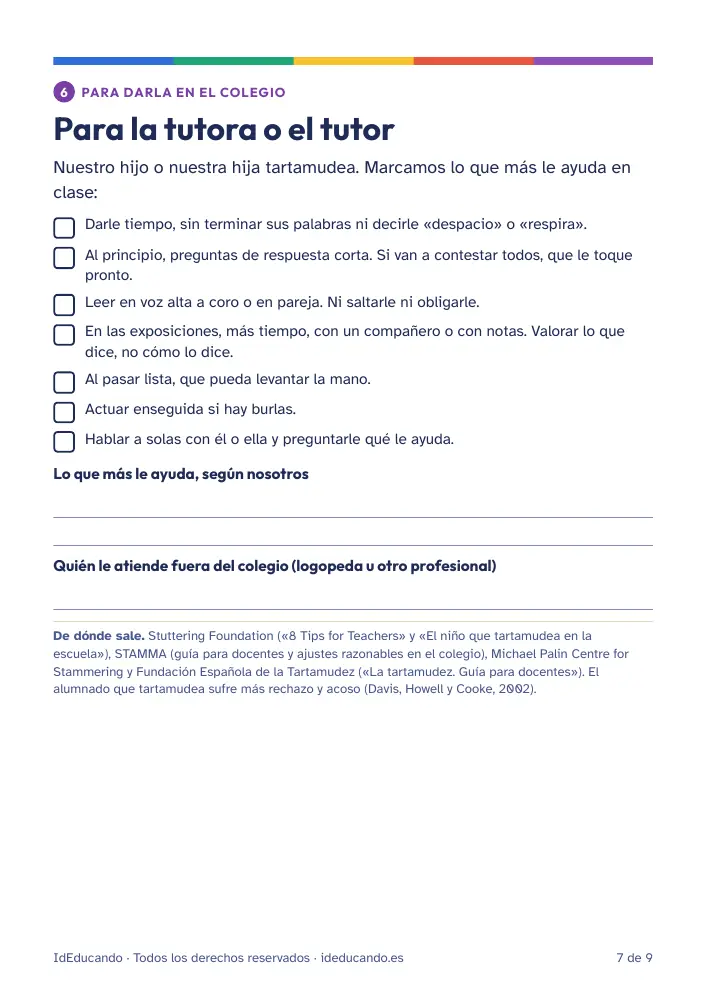 6 PARA DARLA EN EL COLEGIO
Para la tutora o el tutor
Nuestro hijo o nuestra hija tartamudea. Marcamos lo que más le ayuda en
clase:
Darle tiempo, sin terminar sus palabras ni decirle «despacio» o «respira».
Al principio, preguntas de respuesta corta. Si van a contestar todos, que le toque
pronto.
Leer en voz alta a coro o en pareja. Ni saltarle ni obligarle.
En las exposiciones, más tiempo, con un compañero o con notas. Valorar lo que
dice, no cómo lo dice.
Al pasar lista, que pueda levantar la mano.
Actuar enseguida si hay burlas.
Hablar a solas con él o ella y preguntarle qué le ayuda.
Lo que más le ayuda, según nosotros
Quién le atiende fuera del colegio (logopeda u otro profesional)
De dónde sale. Stuttering Foundation («8 Tips for Teachers» y «El niño que tartamudea en la
escuela»), STAMMA (guía para docentes y ajustes razonables en el colegio), Michael Palin Centre for
Stammering y Fundación Española de la Tartamudez («La tartamudez. Guía para docentes»). El
alumnado que tartamudea sufre más rechazo y acoso (Davis, Howell y Cooke, 2002).
IdEducando · Todos los derechos reservados · ideducando.es
7 de 9